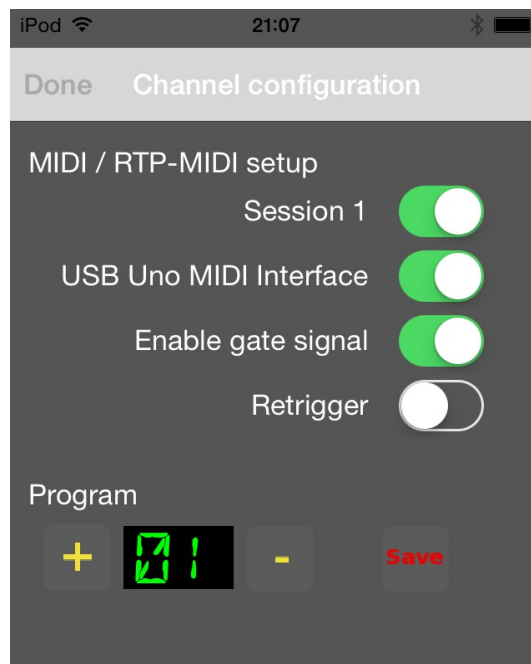 iPod 21:07
Done Channel configuration
MIDI / RTP-MIDI setup
Session 1
USB Uno MIDI Interface
Enable gate signal
Retrigger
Program
+ 01 - Save